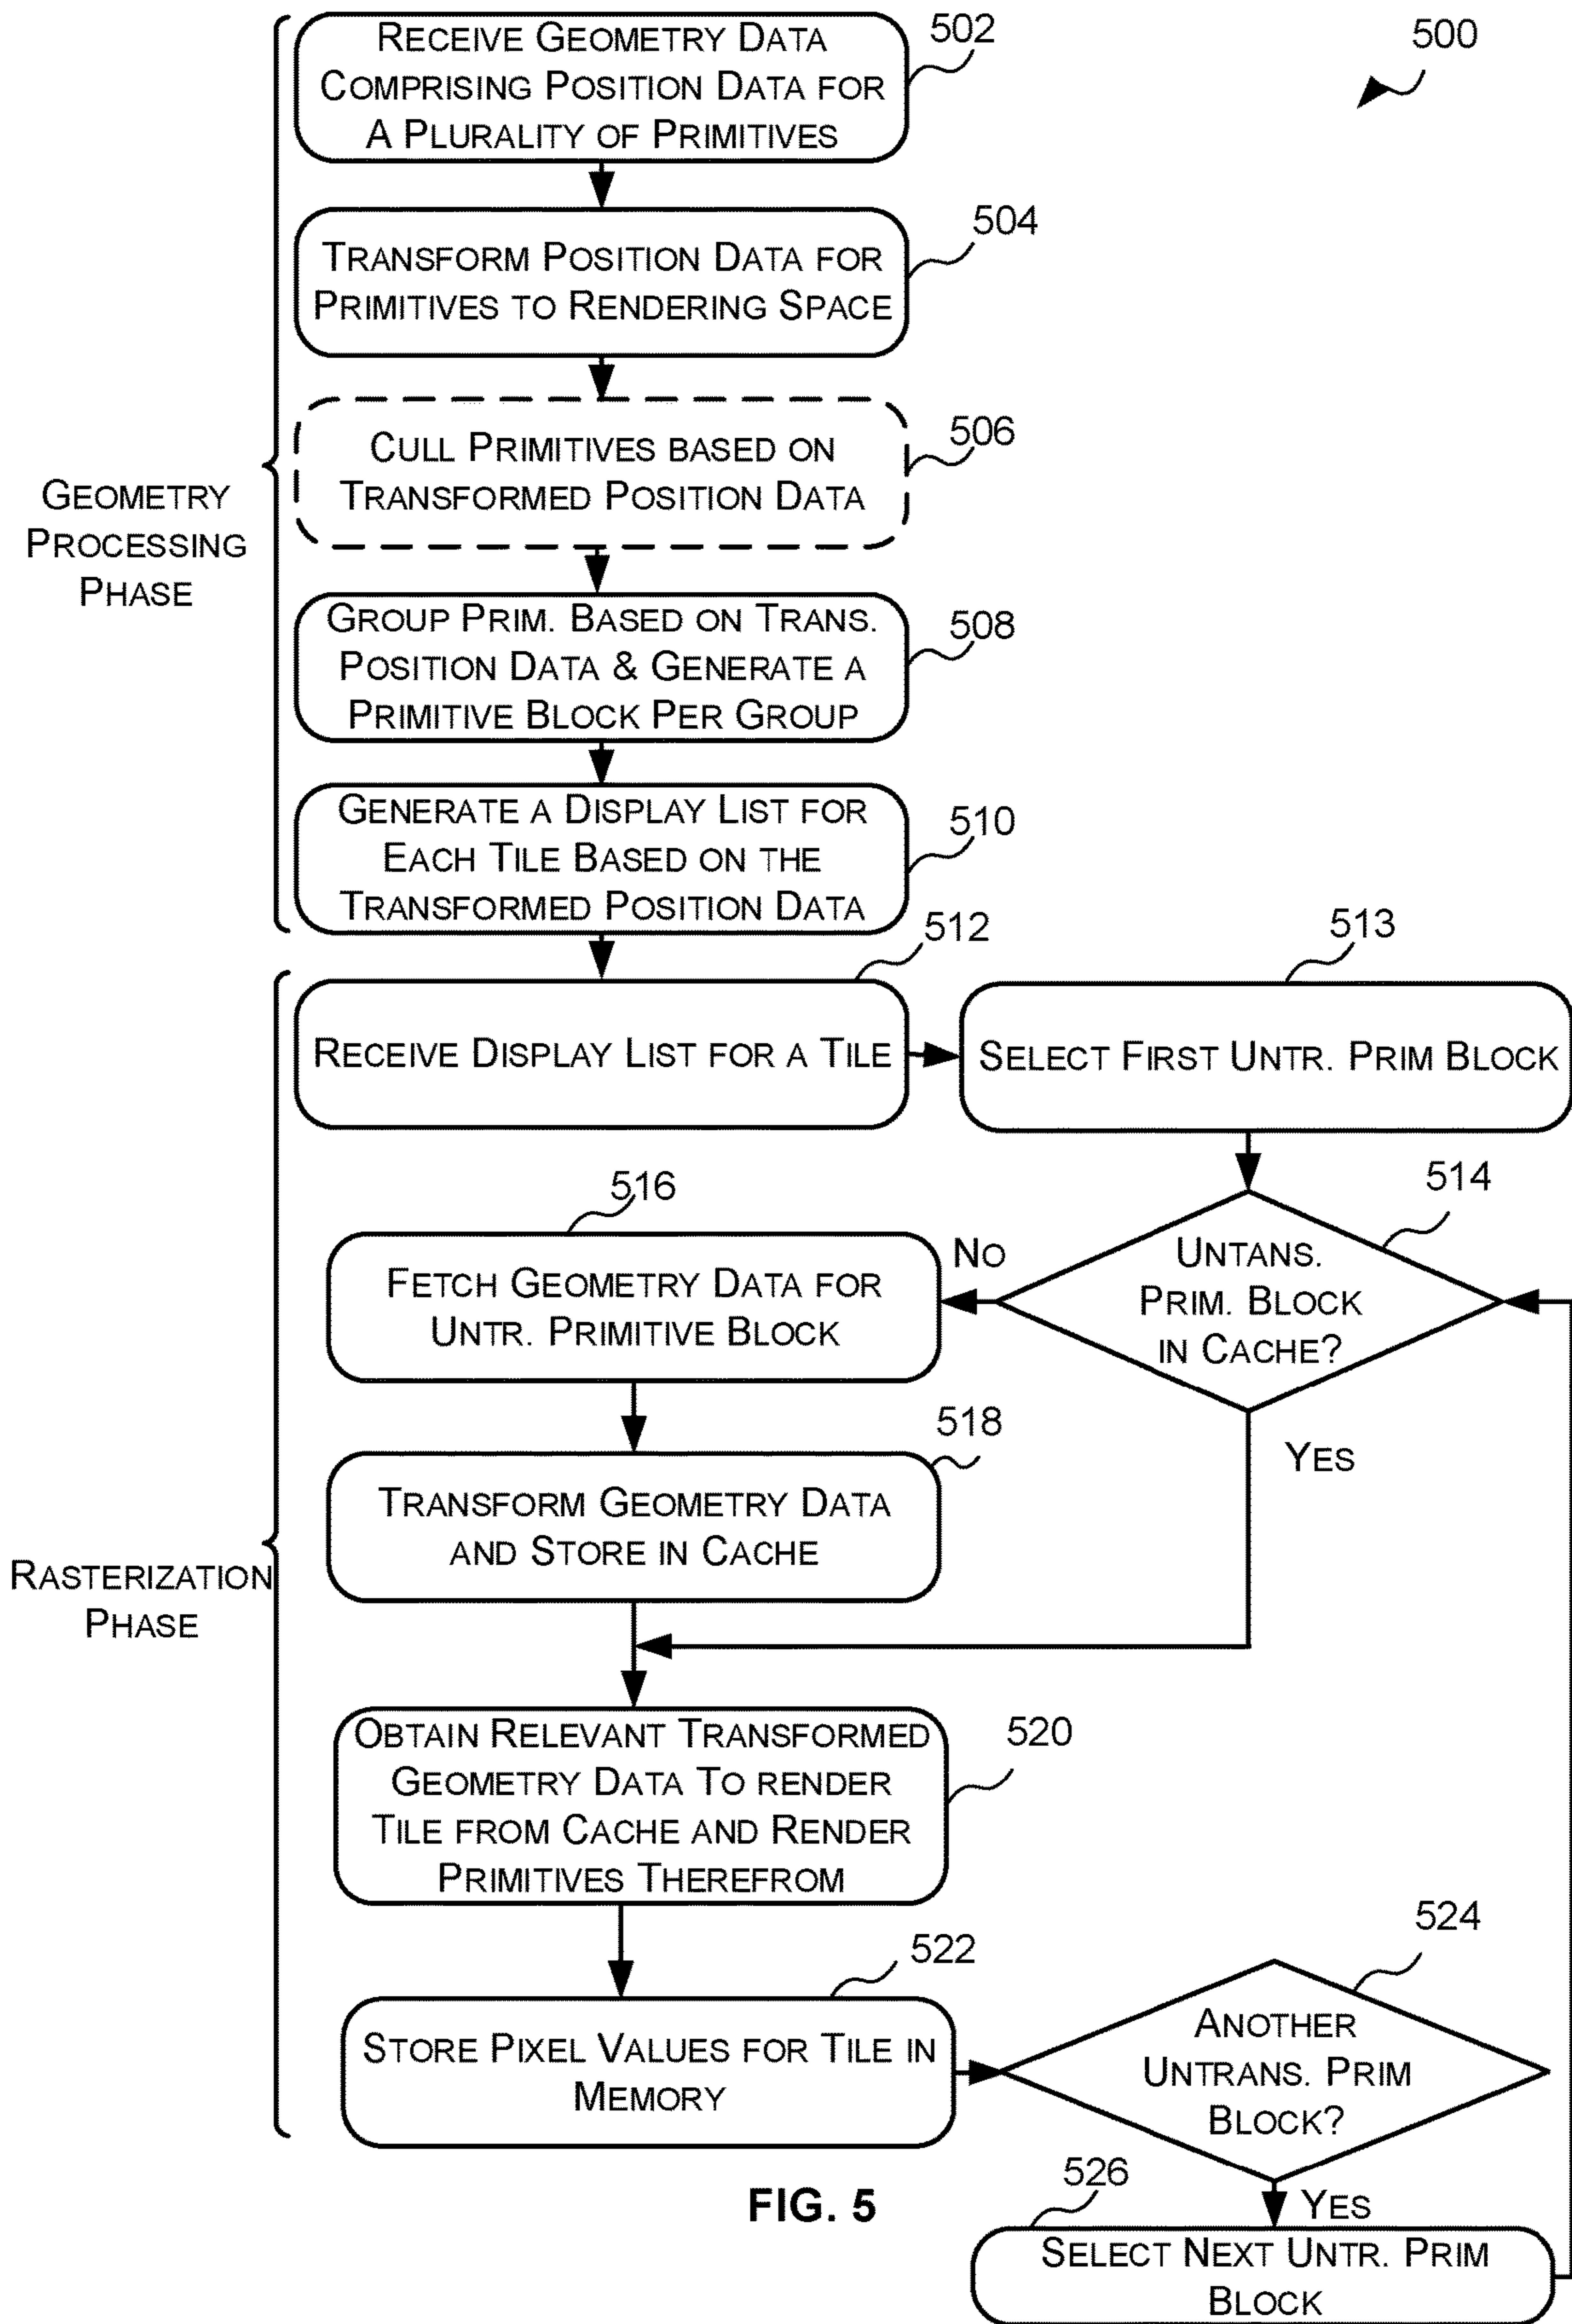 500
502
RECEIVE GEOMETRY DATA
COMPRISING POSITION DATA FOR
A PLURALITY OF PRIMITIVES
504
TRANSFORM POSITION DATA FOR
PRIMITIVES TO RENDERING SPACE
506
CULL PRIMITIVES BASED ON
TRANSFORMED POSITION DATA
GEOMETRY
PROCESSING
PHASE
508
GROUP PRIM. BASED ON TRANS.
POSITION DATA & GENERATE A
PRIMITIVE BLOCK PER GROUP
510
GENERATE A DISPLAY LIST FOR
EACH TILE BASED ON THE
TRANSFORMED POSITION DATA
512
RECEIVE DISPLAY LIST FOR A TILE
513
SELECT FIRST UNTR. PRIM BLOCK
514
UNTANS.
PRIM. BLOCK
IN CACHE?
NO
YES
516
FETCH GEOMETRY DATA FOR
UNTR. PRIMITIVE BLOCK
518
TRANSFORM GEOMETRY DATA
AND STORE IN CACHE
RASTERIZATION
PHASE
520
OBTAIN RELEVANT TRANSFORMED
GEOMETRY DATA TO RENDER
TILE FROM CACHE AND RENDER
PRIMITIVES THEREFROM
522
STORE PIXEL VALUES FOR TILE IN
MEMORY
524
ANOTHER
UNTRANS. PRIM
BLOCK?
YES
526
SELECT NEXT UNTR. PRIM
BLOCK
FIG. 5